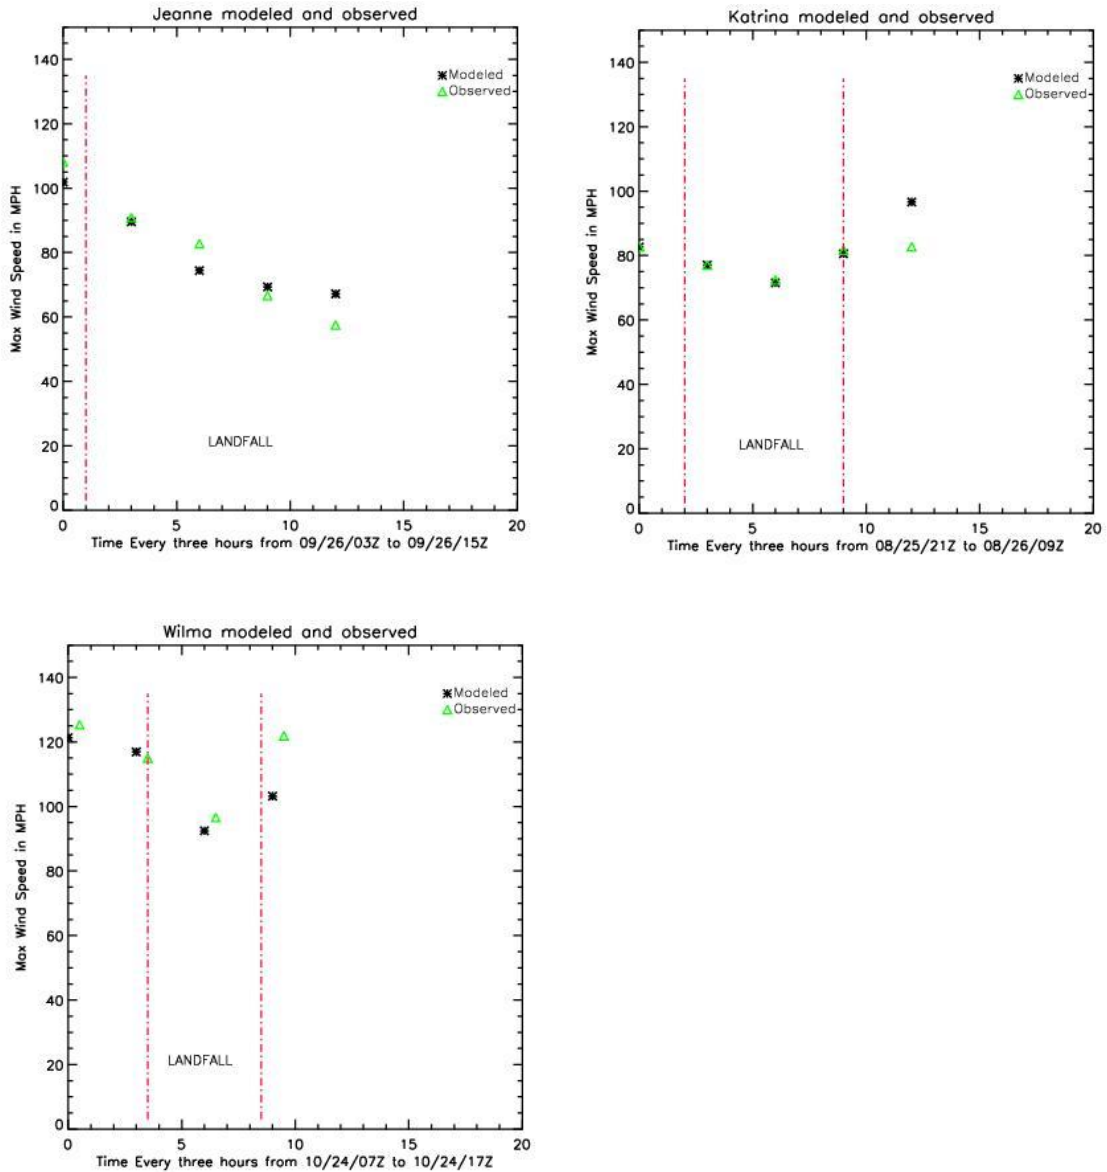 Jeanne modeled and observed
140
120
100
80
60
40
20
0
Max Wind Speed in MPH
Modeled
Observed
LANDFALL
0 5 10 15 20
Time Every three hours from 09/26/03Z to 09/26/15Z
Katrina modeled and observed
140
120
100
80
60
40
20
0
Max Wind Speed in MPH
Modeled
Observed
LANDFALL
0 5 10 15 20
Time Every three hours from 08/25/21Z to 08/26/09Z
Wilma modeled and observed
140
120
100
80
60
40
20
0
Max Wind Speed in MPH
Modeled
Observed
LANDFALL
0 5 10 15 20
Time Every three hours from 10/24/07Z to 10/24/17Z